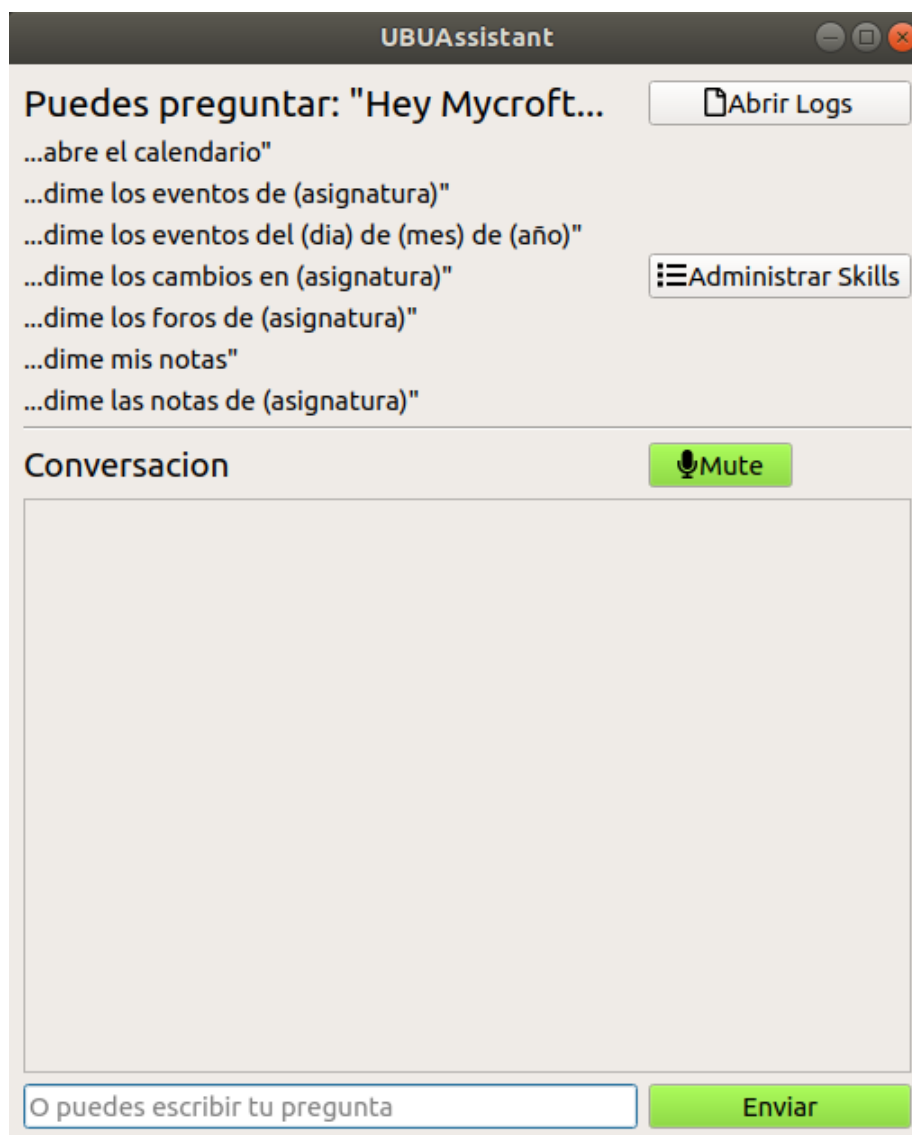 UBUAssistant
Puedes preguntar: "Hey Mycroft...
Abrir Logs
...abre el calendario"
...dime los eventos de (asignatura)"
...dime los eventos del (dia) de (mes) de (año)"
...dime los cambios en (asignatura)"
Administrar Skills
...dime los foros de (asignatura)"
...dime mis notas"
...dime las notas de (asignatura)"
Conversacion
Mute
O puedes escribir tu pregunta
Enviar